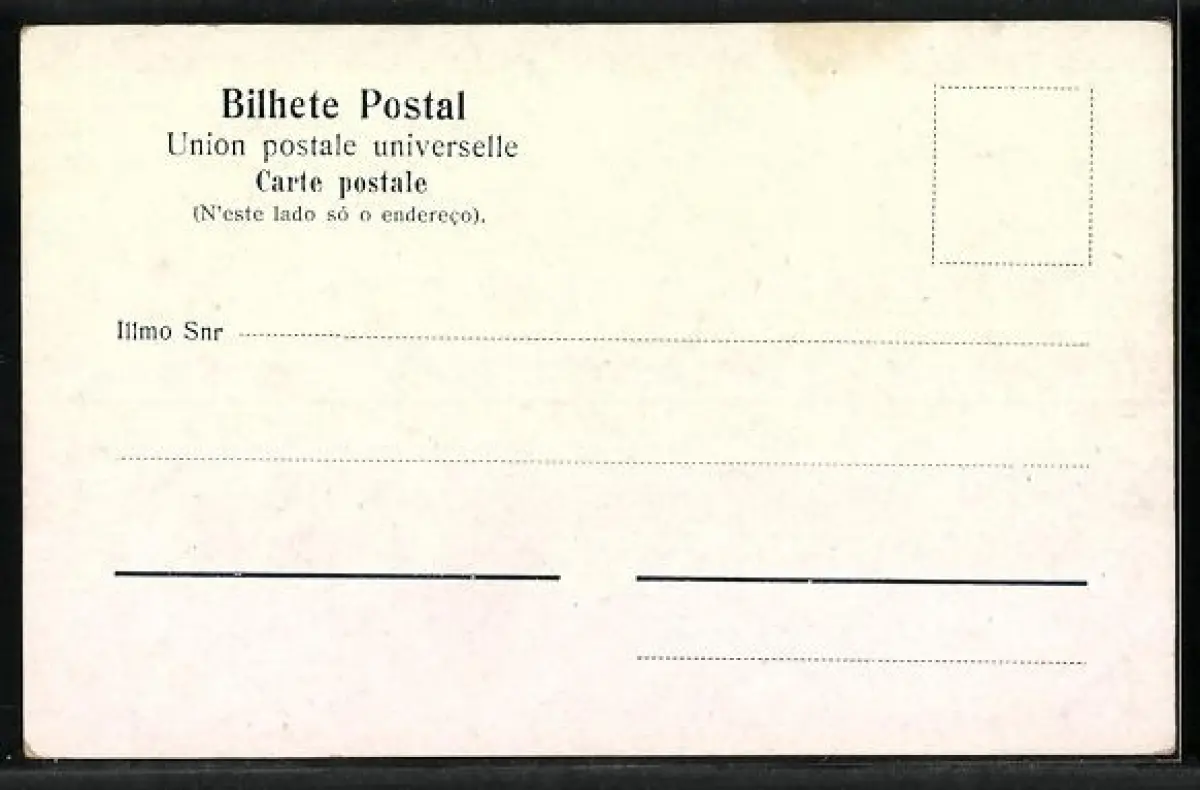 Bilhete Postal
Union postale universelle
Carte postale
(N'este lado só o endereço).
Illmo Snr